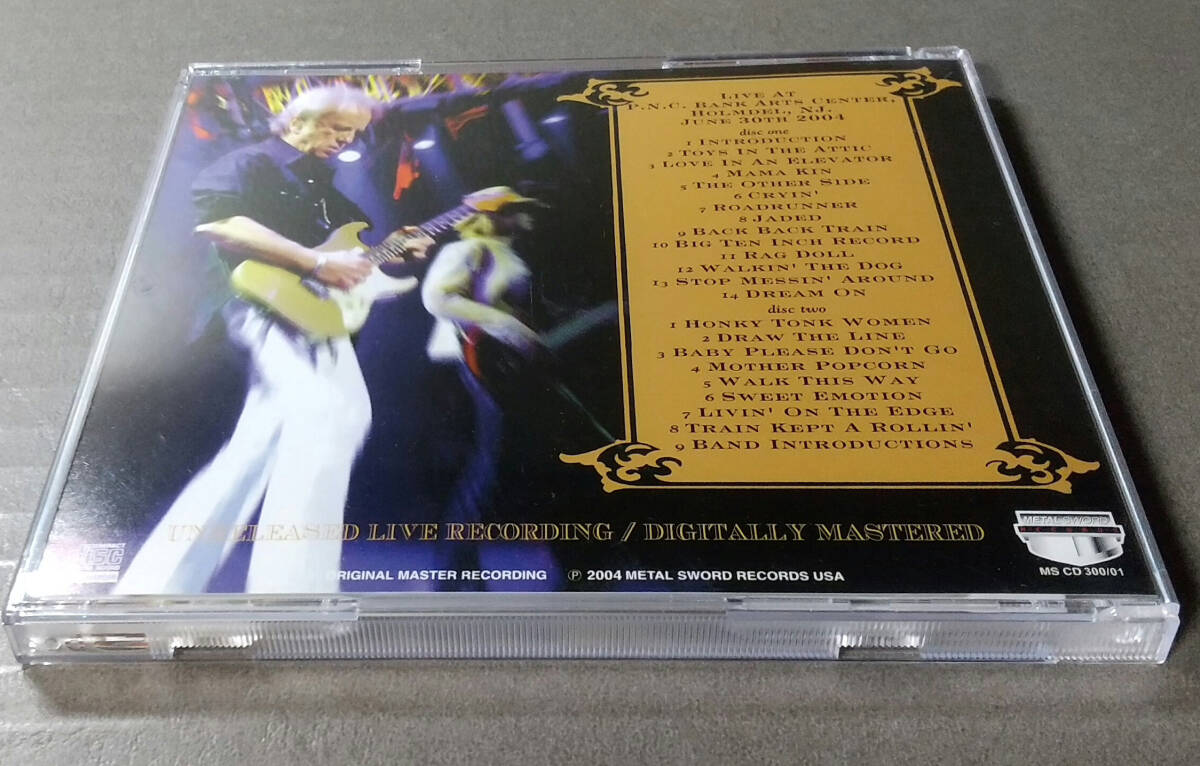 LIVE AT
P.N.C. BANK ARTS CENTER,
HOLMDEL, NJ.
JUNE 30TH 2004
disc one
1 INTRODUCTION
2 TOYS IN THE ATTIC
3 LOVE IN AN ELEVATOR
4 MAMA KIN
5 THE OTHER SIDE
6 CRYIN'
7 ROADRUNNER
8 JADED
9 BACK BACK TRAIN
10 BIG TEN INCH RECORD
11 RAG DOLL
12 WALKIN' THE DOG
13 STOP MESSIN' AROUND
14 DREAM ON
disc two
1 HONKY TONK WOMEN
2 DRAW THE LINE
3 BABY PLEASE DON'T GO
4 MOTHER POPCORN
5 WALK THIS WAY
6 SWEET EMOTION
7 LIVIN' ON THE EDGE
8 TRAIN KEPT A ROLLIN'
9 BAND INTRODUCTIONS
UNRELEASED LIVE RECORDING / DIGITALLY MASTERED
ORIGINAL MASTER RECORDING ℗ 2004 METAL SWORD RECORDS USA
METAL SWORD
RECORDS
MS CD 300/01